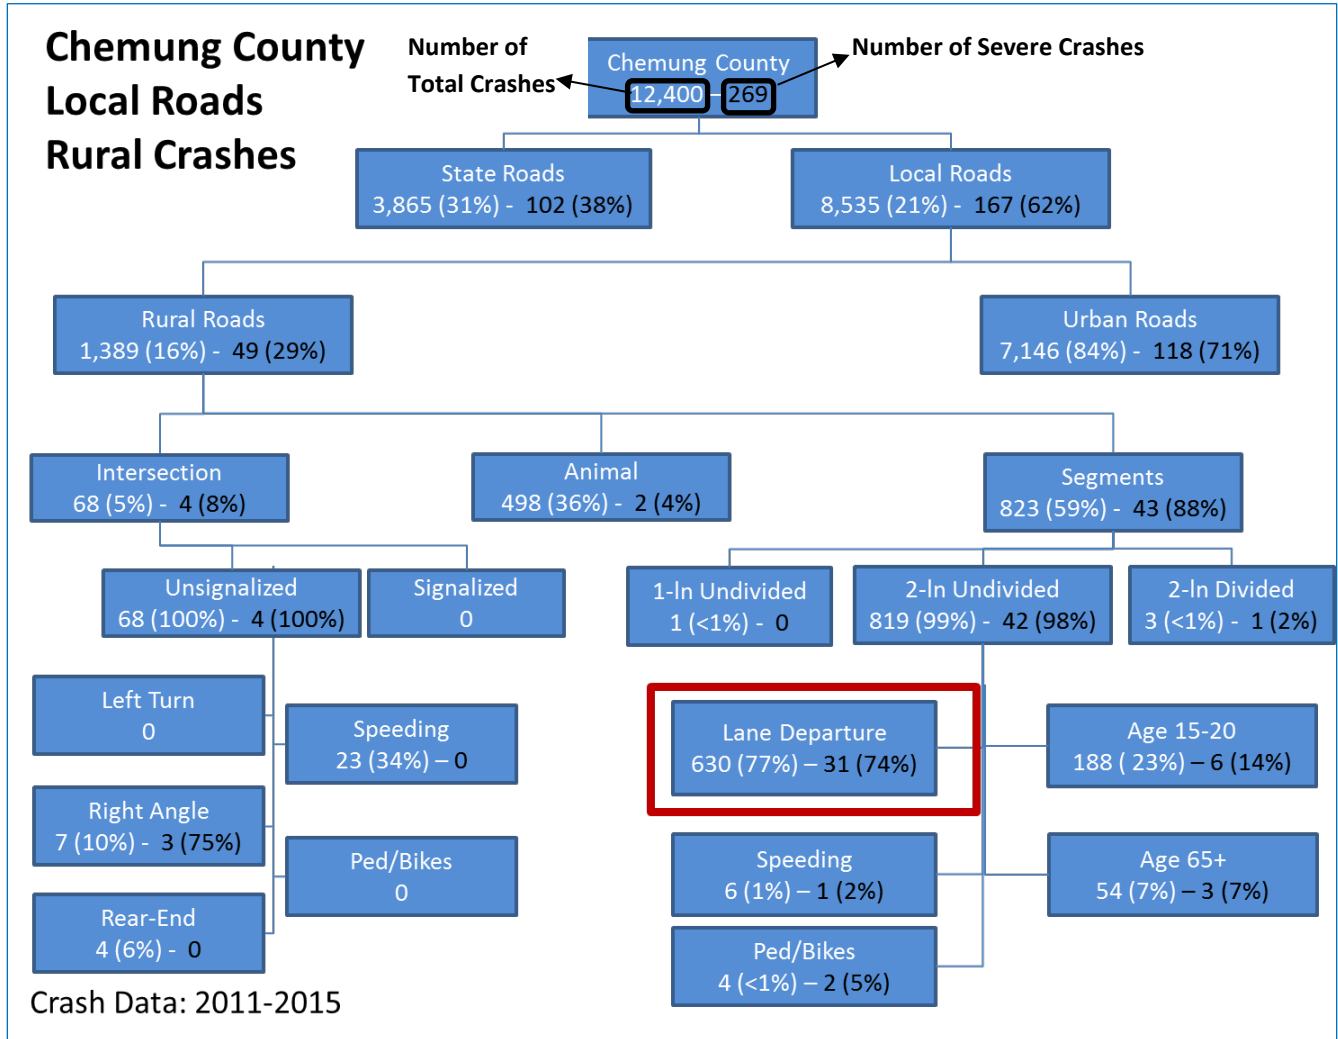 Chemung County
Local Roads
Rural Crashes
Number of
Total Crashes
Number of Severe Crashes
Chemung County
12,400 - 269
State Roads
3,865 (31%) - 102 (38%)
Local Roads
8,535 (21%) - 167 (62%)
Rural Roads
1,389 (16%) - 49 (29%)
Urban Roads
7,146 (84%) - 118 (71%)
Intersection
68 (5%) - 4 (8%)
Animal
498 (36%) - 2 (4%)
Segments
823 (59%) - 43 (88%)
Unsignalized
68 (100%) - 4 (100%)
Signalized
0
1-ln Undivided
1 (<1%) - 0
2-ln Undivided
819 (99%) - 42 (98%)
2-ln Divided
3 (<1%) - 1 (2%)
Left Turn
0
Speeding
23 (34%) – 0
Right Angle
7 (10%) - 3 (75%)
Ped/Bikes
0
Rear-End
4 (6%) - 0
Lane Departure
630 (77%) – 31 (74%)
Age 15-20
188 ( 23%) – 6 (14%)
Speeding
6 (1%) – 1 (2%)
Age 65+
54 (7%) – 3 (7%)
Ped/Bikes
4 (<1%) – 2 (5%)
Crash Data: 2011-2015